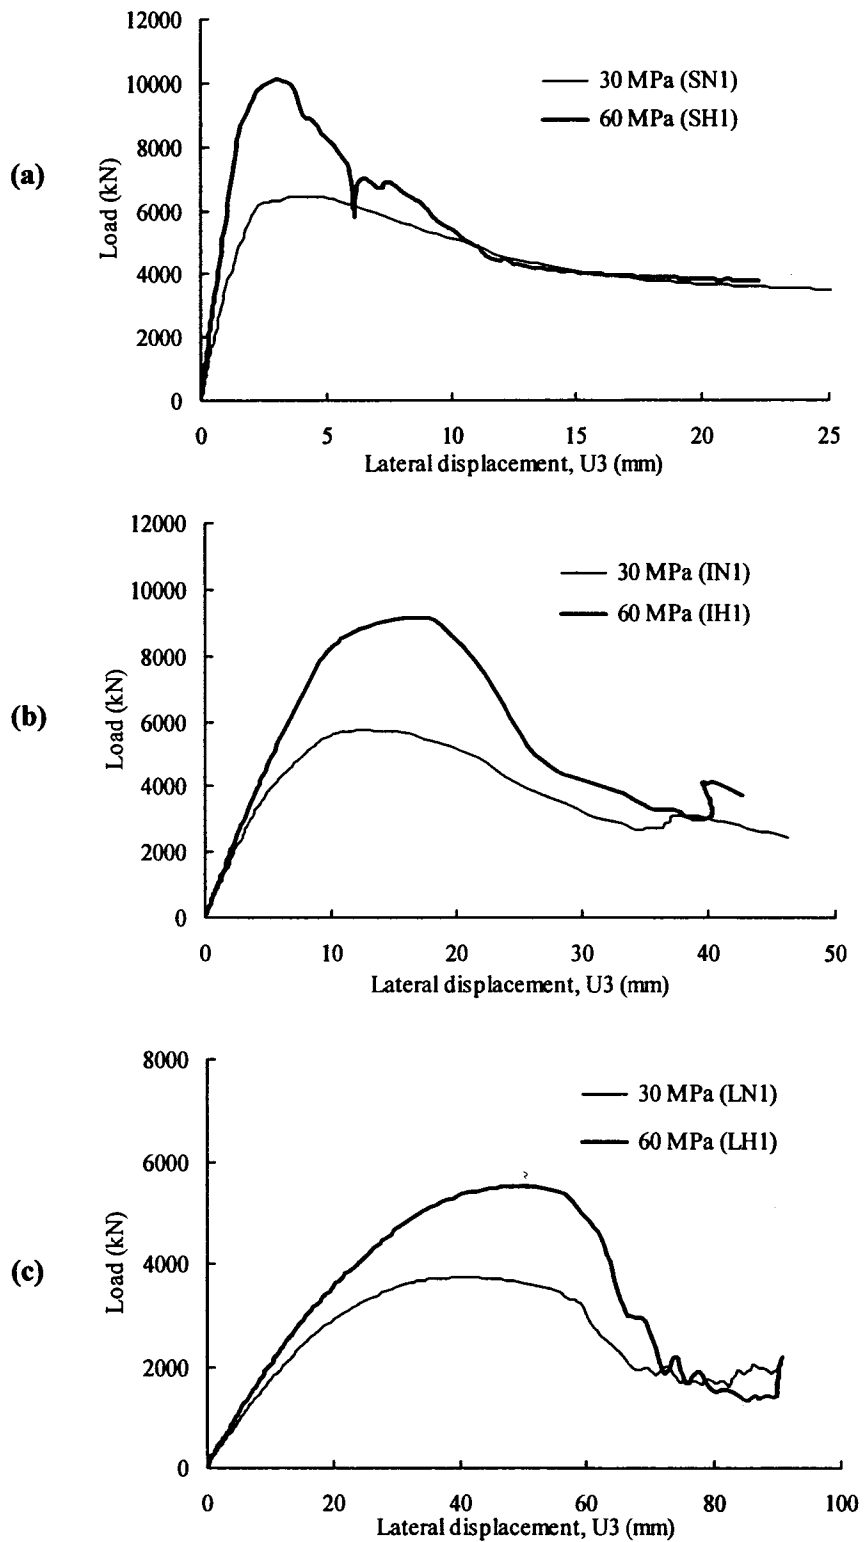 12000
10000
8000
6000
4000
2000
0
Load (kN)
(a)
30 MPa (SN1)
60 MPa (SH1)
0 5 10 15 20 25
Lateral displacement, U3 (mm)
12000
10000
8000
6000
4000
2000
0
Load (kN)
(b)
30 MPa (IN1)
60 MPa (IH1)
0 10 20 30 40 50
Lateral displacement, U3 (mm)
8000
6000
4000
2000
0
Load (kN)
(c)
30 MPa (LN1)
60 MPa (LH1)
0 20 40 60 80 100
Lateral displacement, U3 (mm)